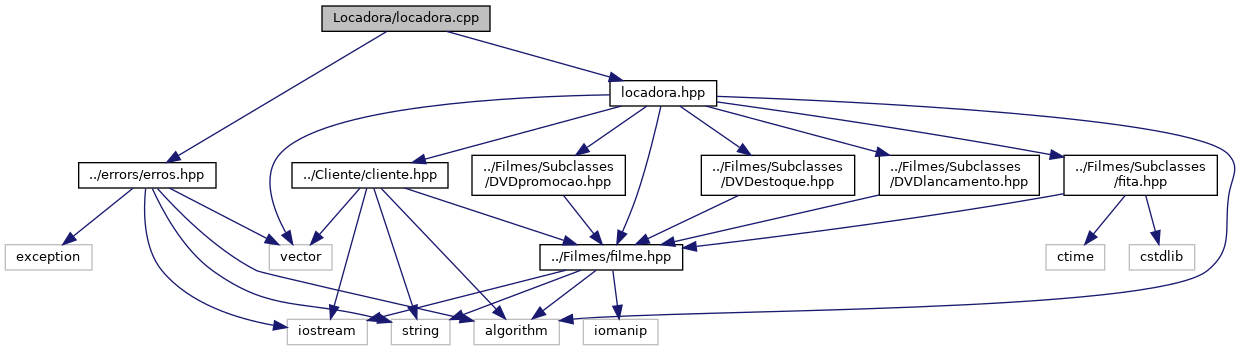 Locadora/locadora.cpp
locadora.hpp
../errors/erros.hpp
../Cliente/cliente.hpp
../Filmes/Subclasses
/DVDpromocao.hpp
../Filmes/Subclasses
/DVDestoque.hpp
../Filmes/Subclasses
/DVDlancamento.hpp
../Filmes/Subclasses
/fita.hpp
exception
vector
../Filmes/filme.hpp
ctime
cstdlib
iostream
string
algorithm
iomanip